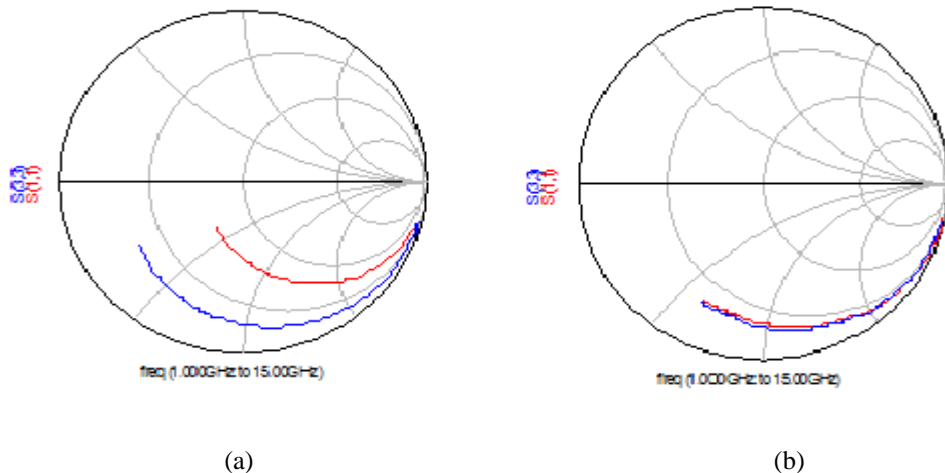 S(3,3)
S(1,1)
freq (1.000GHz to 15.00GHz)
(a)
S(3,3)
S(1,1)
freq (1.000GHz to 15.00GHz)
(b)